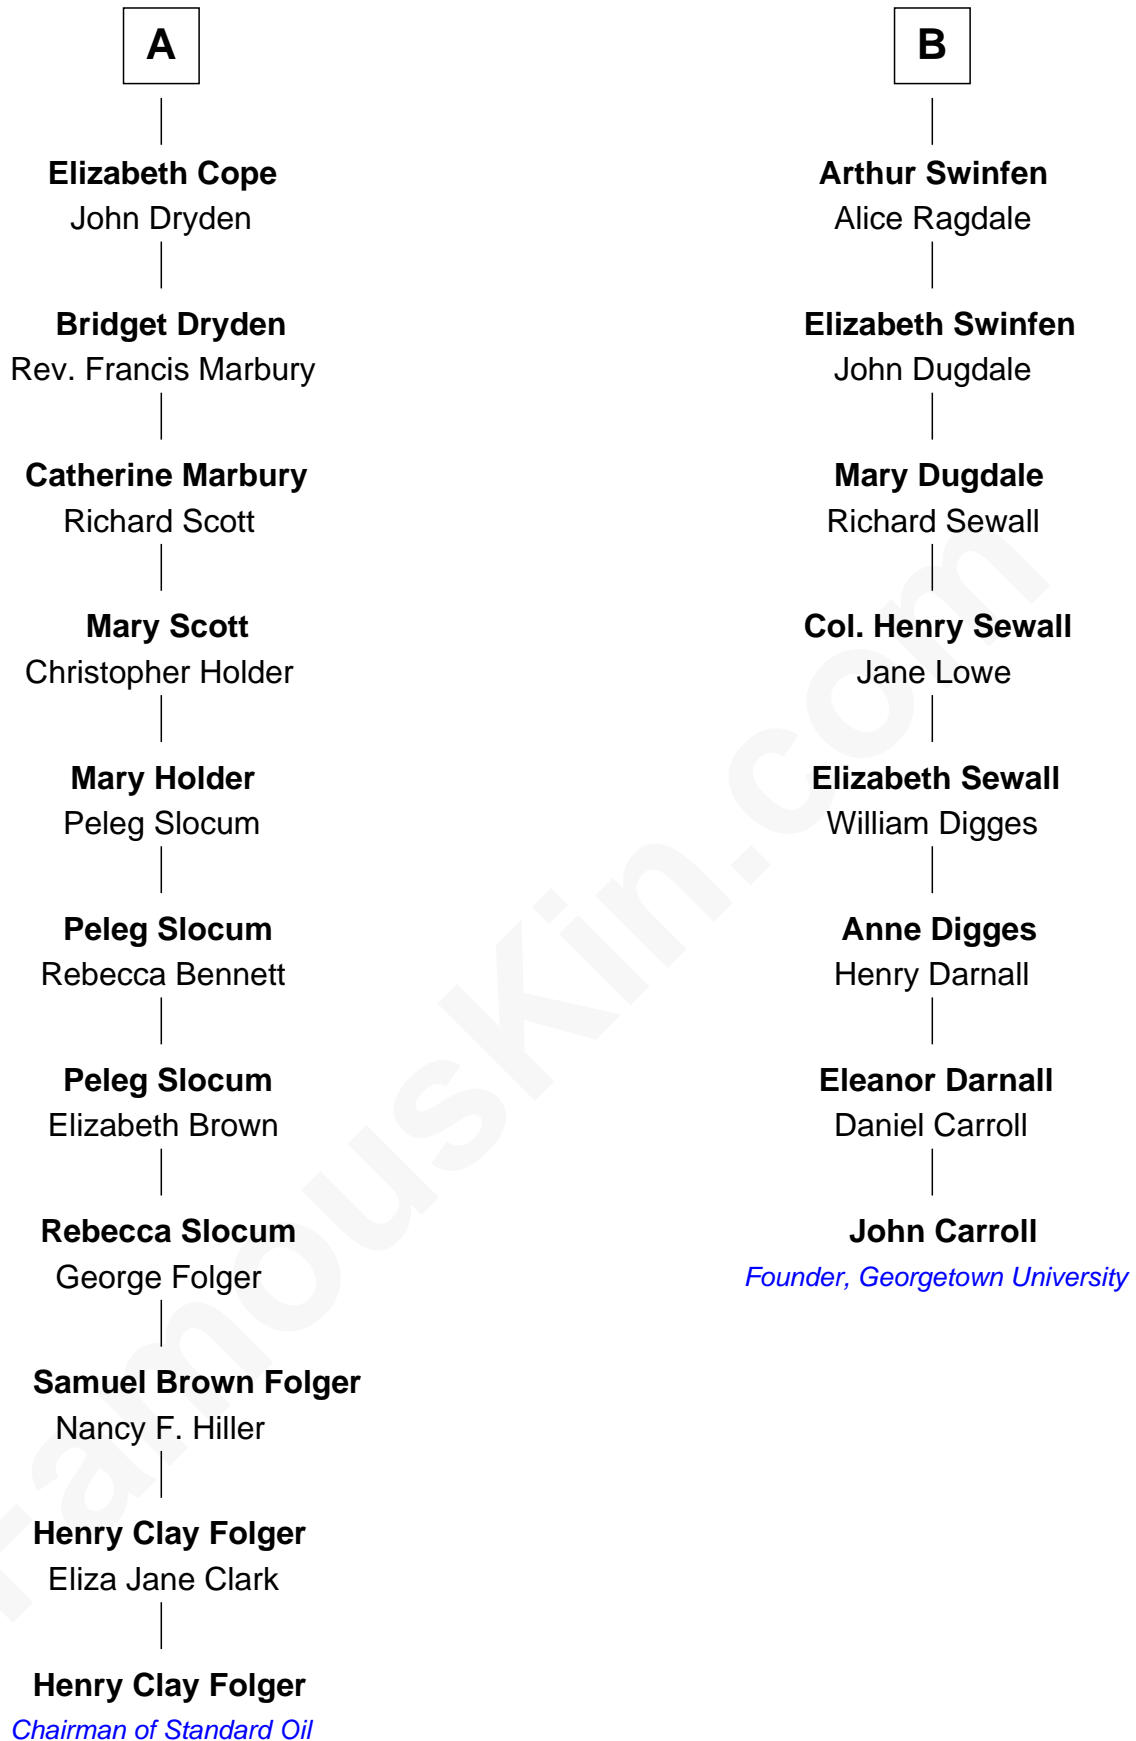 A
Elizabeth Cope
John Dryden
Bridget Dryden
Rev. Francis Marbury
Catherine Marbury
Richard Scott
Mary Scott
Christopher Holder
Mary Holder
Peleg Slocum
Peleg Slocum
Rebecca Bennett
Peleg Slocum
Elizabeth Brown
Rebecca Slocum
George Folger
Samuel Brown Folger
Nancy F. Hiller
Henry Clay Folger
Eliza Jane Clark
Henry Clay Folger
Chairman of Standard Oil
B
Arthur Swinfen
Alice Ragdale
Elizabeth Swinfen
John Dugdale
Mary Dugdale
Richard Sewall
Col. Henry Sewall
Jane Lowe
Elizabeth Sewall
William Digges
Anne Digges
Henry Darnall
Eleanor Darnall
Daniel Carroll
John Carroll
Founder, Georgetown University
FamousKin.com